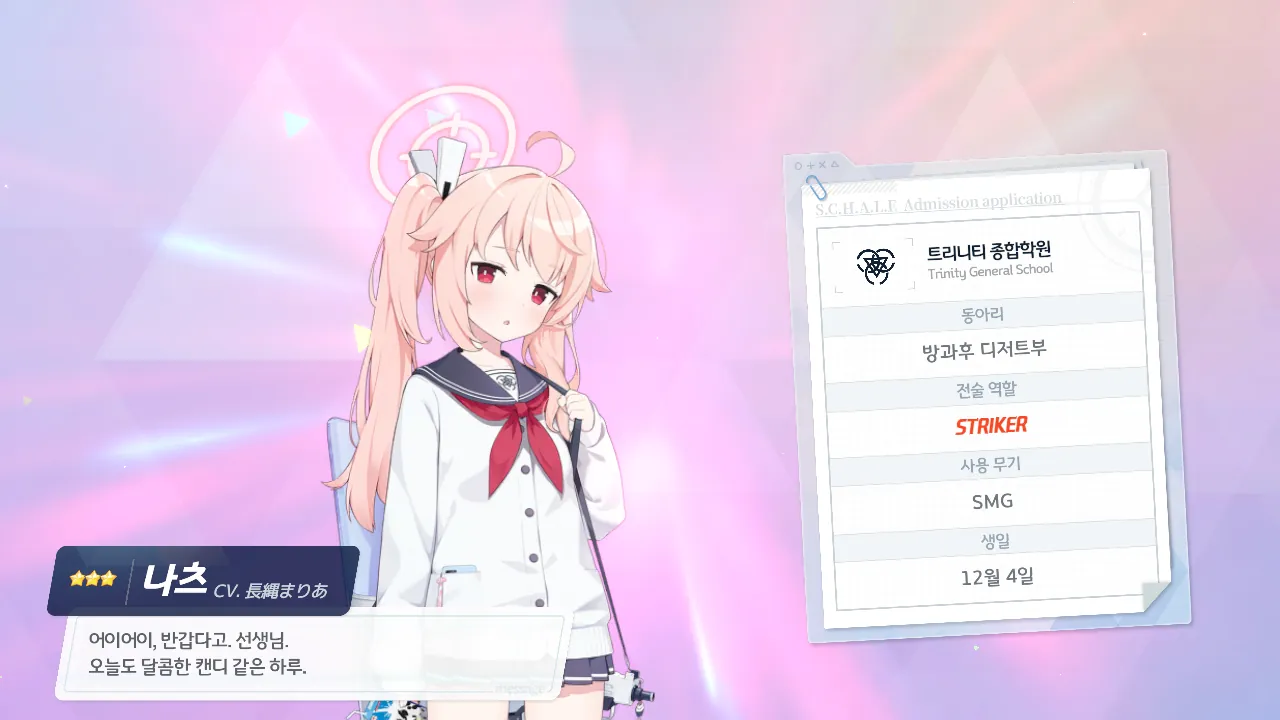 S.C.H.A.L.E Admission application
트리니티 종합학원
Trinity General School
동아리
방과후 디저트부
전술 역할
STRIKER
사용 무기
SMG
생일
12월 4일
나츠 CV. 長縄まりあ
어이어이, 반갑다고. 선생님.
오늘도 달콤한 캔디 같은 하루.